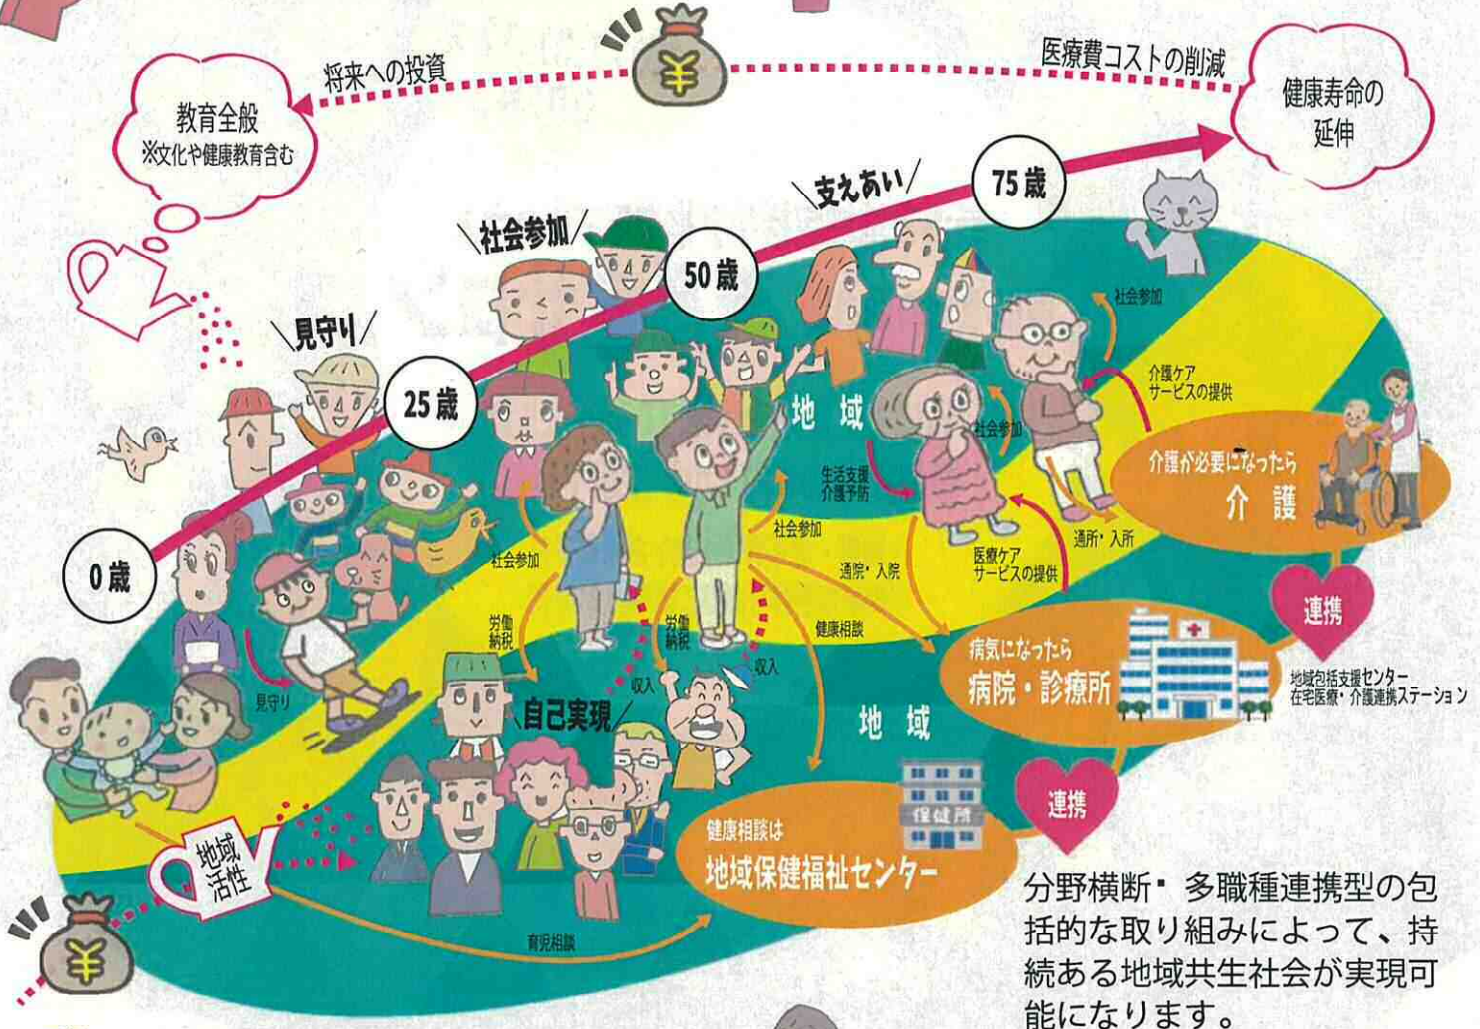 将来への投資
¥
医療費コストの削減
教育全般
※文化や健康教育含む
健康寿命の
延伸
支えあい
75歳
社会参加
50歳
見守り
25歳
0歳
社会参加
介護ケア
サービスの提供
地域
社会参加
生活支援
介護予防
介護が必要になったら
介護
社会参加
社会参加
通院・入院
医療ケア
サービスの提供
通所・入所
労働
納税
労働
納税
健康相談
連携
病気になったら
病院・診療所
地域包括支援センター
在宅医療・介護連携ステーション
見守り
収入
収入
自己実現
地域
保健所
連携
健康相談は
地域保健福祉センター
地域
活性
育児相談
¥
分野横断・多職種連携型の包
括的な取り組みによって、持
続ある地域共生社会が実現可
能になります。